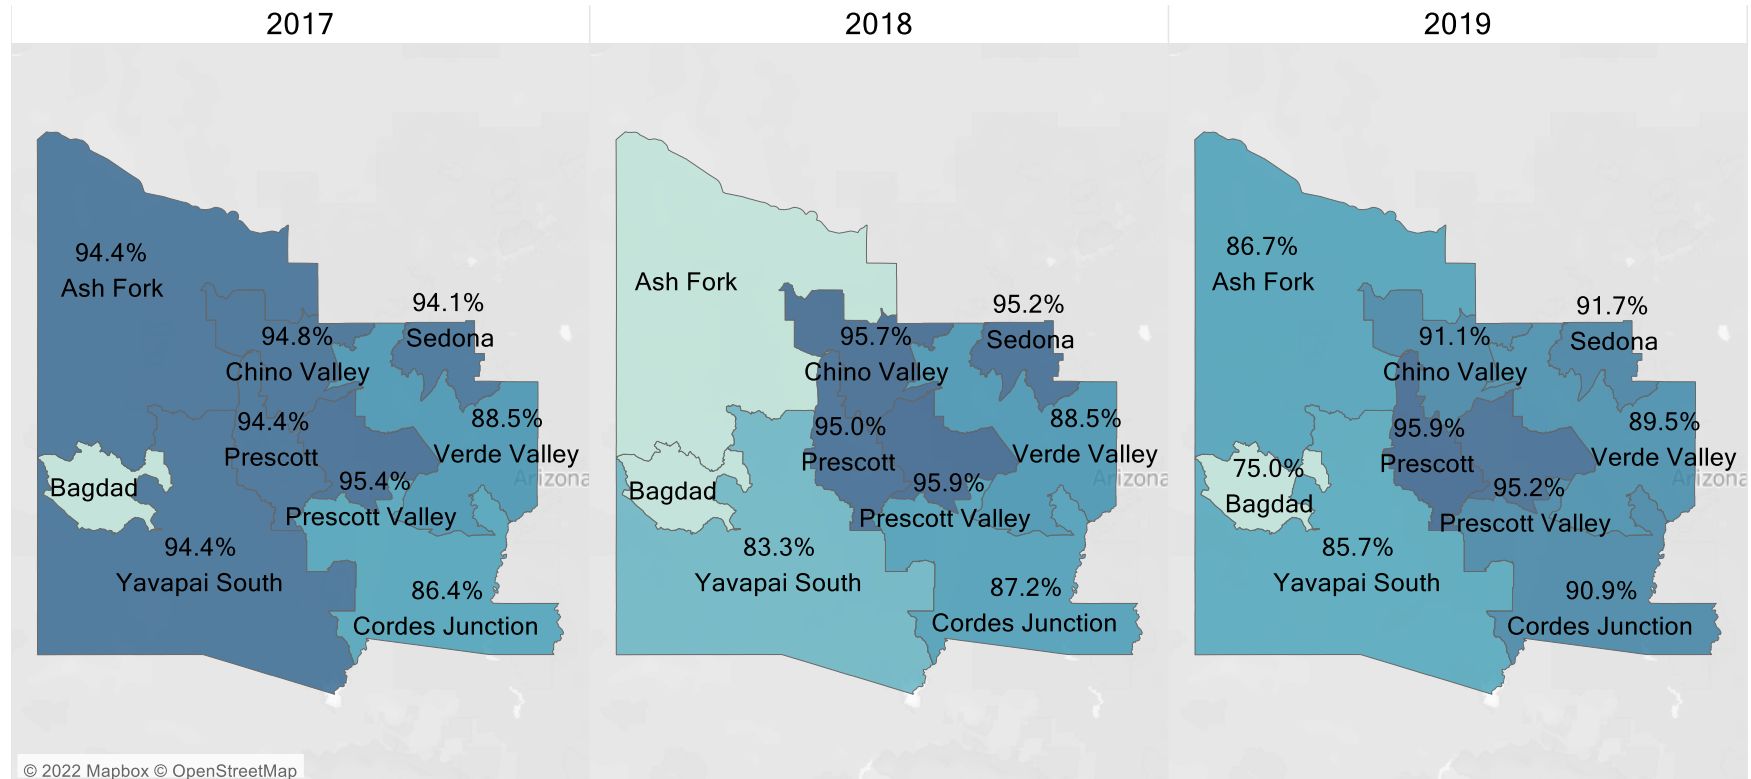 2017
2018
2019
94.4%
Ash Fork
94.1%
Sedona
94.8%
Chino Valley
94.4%
Prescott
88.5%
Verde Valley
Arizona
Bagdad
95.4%
Prescott Valley
94.4%
Yavapai South
86.4%
Cordes Junction
Ash Fork
95.2%
Sedona
95.7%
Chino Valley
95.0%
Prescott
88.5%
Verde Valley
Arizona
Bagdad
95.9%
Prescott Valley
83.3%
Yavapai South
87.2%
Cordes Junction
86.7%
Ash Fork
91.7%
Sedona
91.1%
Chino Valley
95.9%
Prescott
89.5%
Verde Valley
Arizona
75.0%
Bagdad
95.2%
Prescott Valley
85.7%
Yavapai South
90.9%
Cordes Junction
© 2022 Mapbox © OpenStreetMap